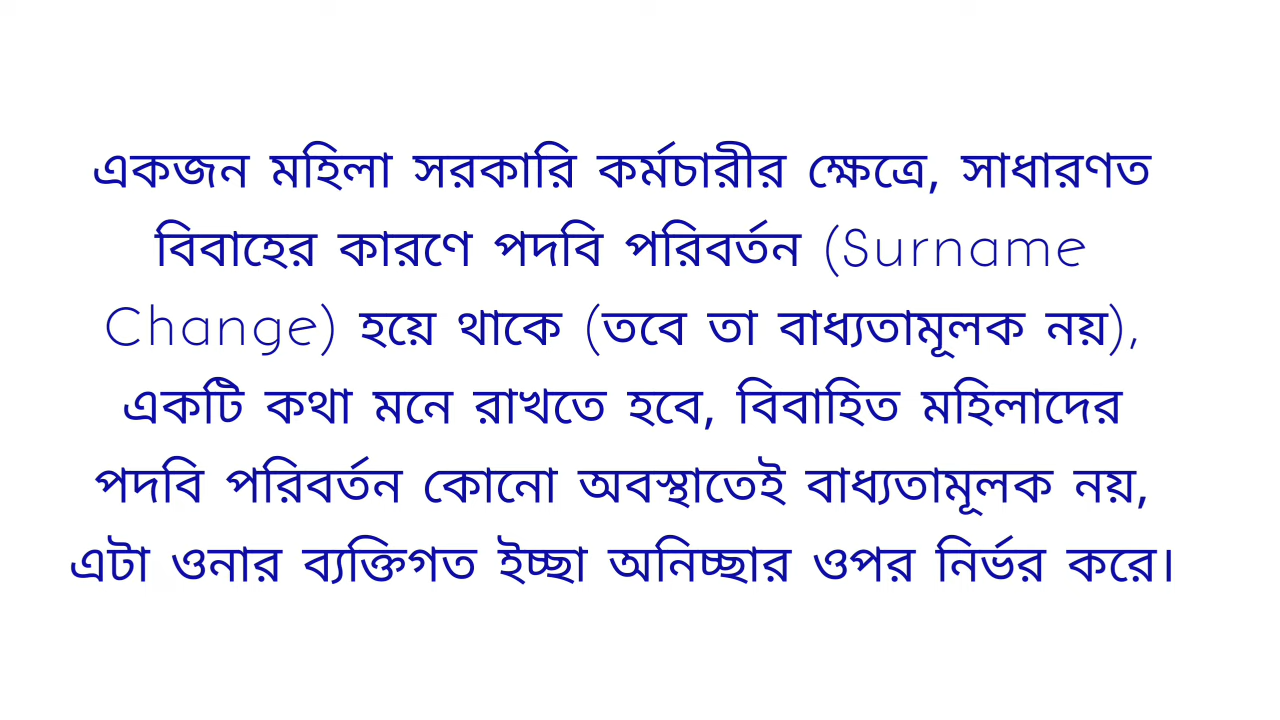 একজন মহিলা সরকারি কর্মচারীর ক্ষেত্রে, সাধারণত
বিবাহের কারণে পদবি পরিবর্তন (Surname
Change) হয়ে থাকে (তবে তা বাধ্যতামূলক নয়),
একটি কথা মনে রাখতে হবে, বিবাহিত মহিলাদের
পদবি পরিবর্তন কোনো অবস্থাতেই বাধ্যতামূলক নয়,
এটা ওনার ব্যক্তিগত ইচ্ছা অনিচ্ছার ওপর নির্ভর করে।